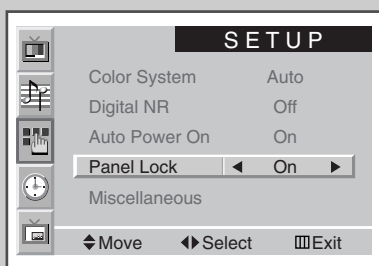 SETUP
Color System Auto
Digital NR Off
Auto Power On On
Panel Lock ◀ On ▶
Miscellaneous
Move Select Exit